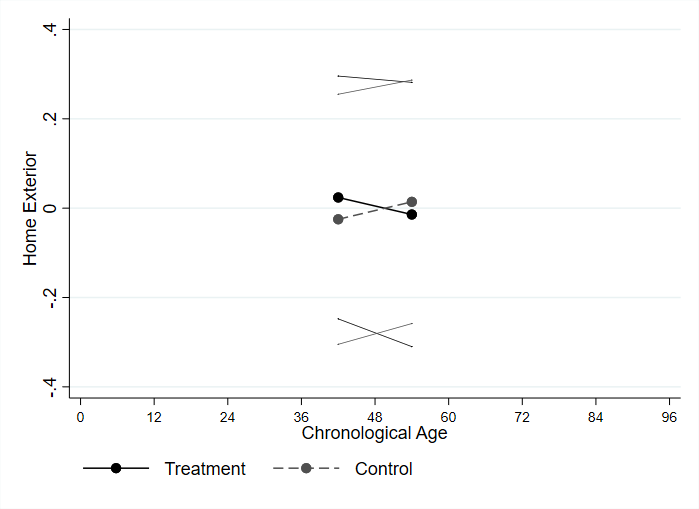 .4
.2
0
-.2
-.4
Home Exterior
0 12 24 36 48 60 72 84 96
Chronological Age
Treatment Control